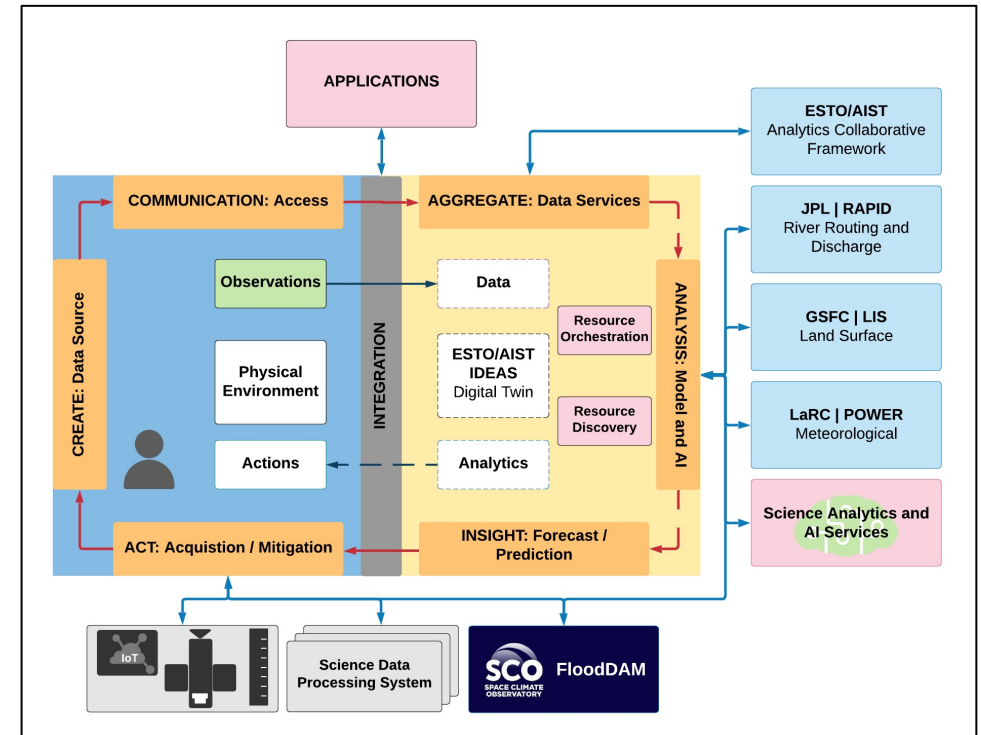 APPLICATIONS
ESTO/AIST
Analytics Collaborative
Framework
COMMUNICATION: Access
AGGREGATE: Data Services
JPL | RAPID
River Routing and
Discharge
Observations
Data
CREATE: Data Source
INTEGRATION
ANALYSIS: Model and AI
Resource
Orchestration
GSFC | LIS
Land Surface
Physical
Environment
ESTO/AIST
IDEAS
Digital Twin
Resource
Discovery
LaRC | POWER
Meteorological
Actions
Analytics
Science Analytics and
AI Services
ACT: Acquistion / Mitigation
INSIGHT: Forecast /
Prediction
IoT
Science Data
Processing System
SCO
SPACE CLIMATE
OBSERVATORY
FloodDAM